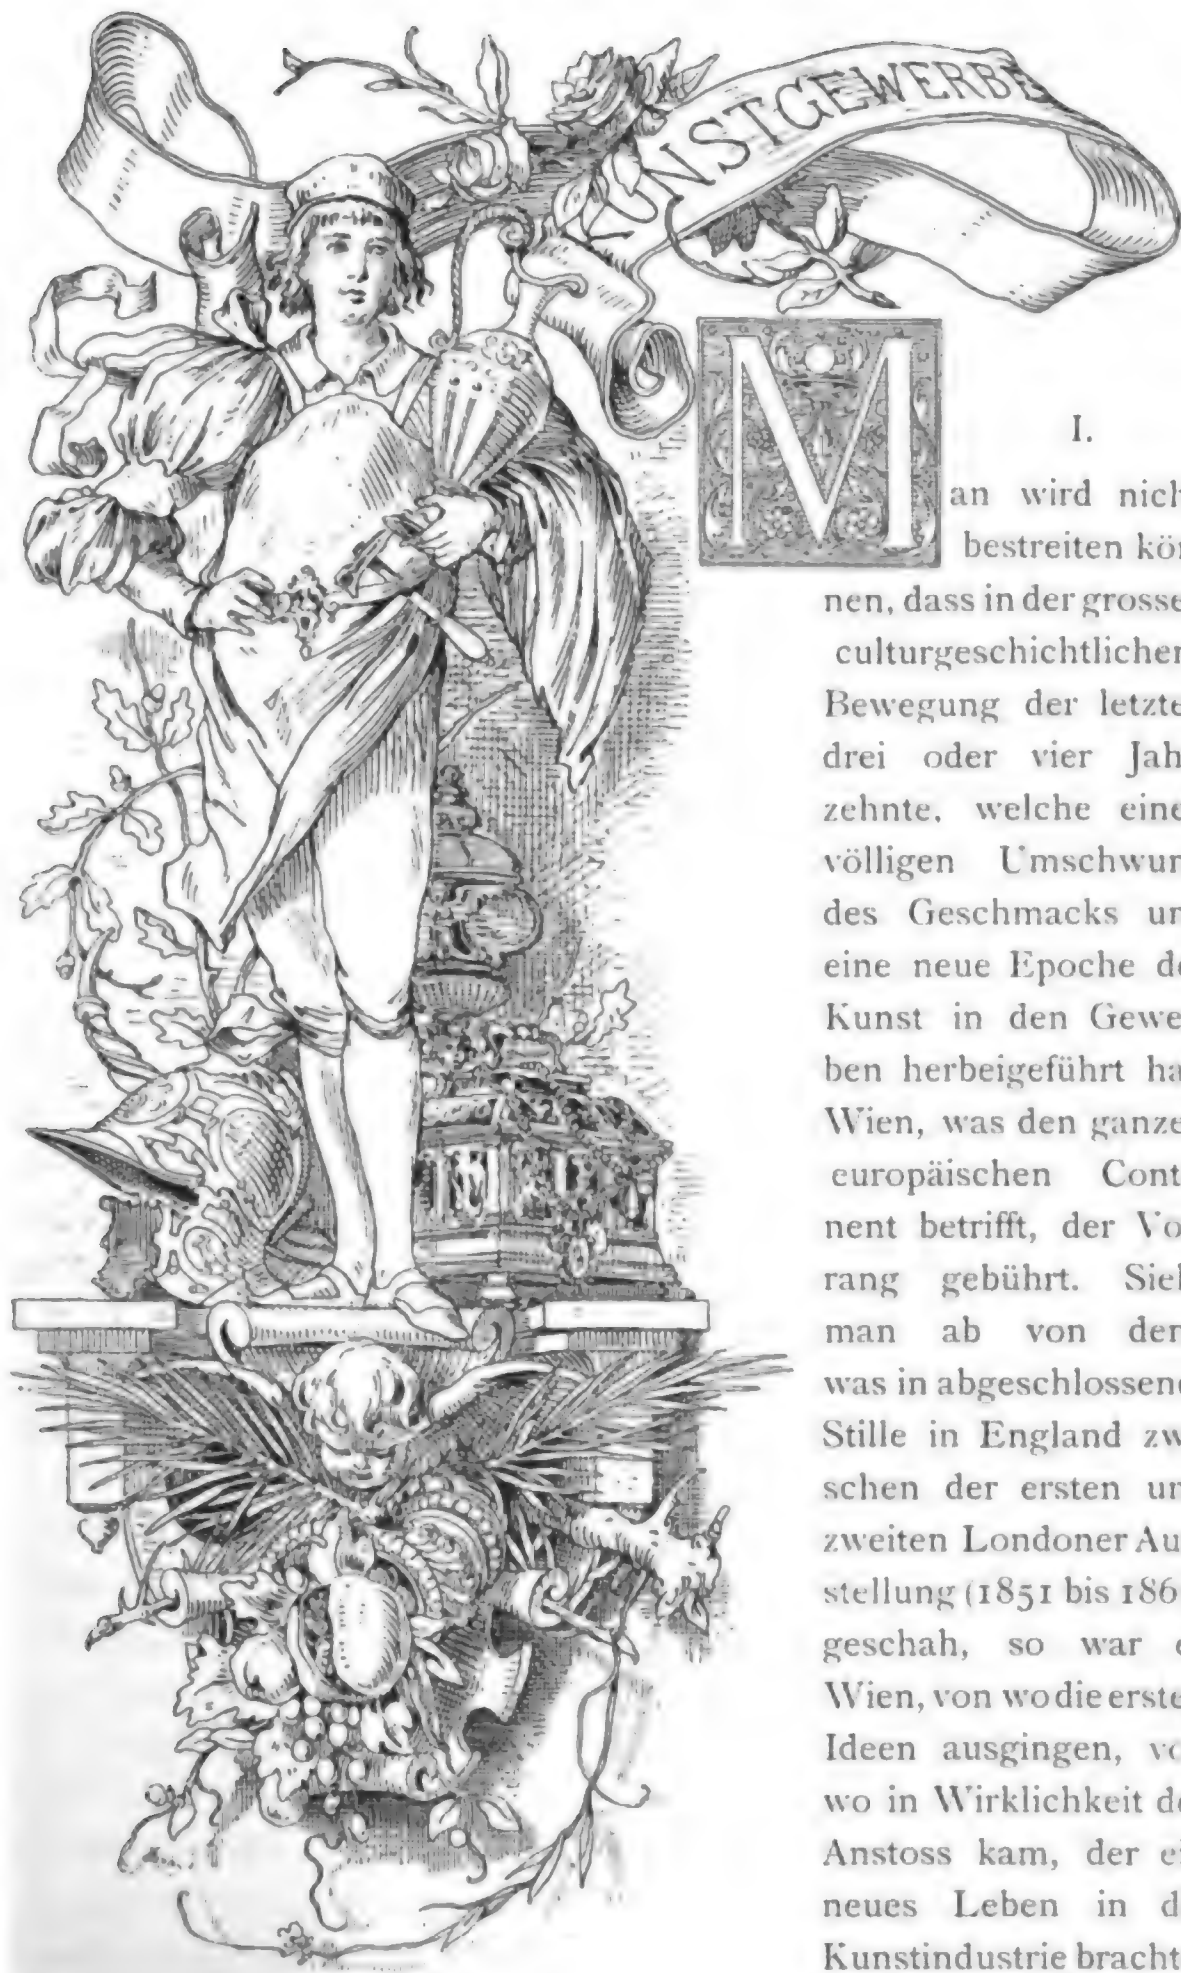 NSTGEWERBE
I.
Man wird nich
bestreiten kön
nen, dass in der grosse
culturgeschichtlicher
Bewegung der letzte
drei oder vier Jah
zehnte, welche eine
völligen Umschwun
des Geschmacks un
eine neue Epoche de
Kunst in den Gewe
ben herbeigeführt ha
Wien, was den ganze
europäischen Conti
nent betrifft, der Vo
rang gebührt. Sieh
man ab von dem
was in abgeschlossene
Stille in England zw
schen der ersten un
zweiten Londoner Au
stellung (1851 bis 186
geschah, so war e
Wien, von wo die erste
Ideen ausgingen, vo
wo in Wirklichkeit de
Anstoss kam, der ei
neues Leben in di
Kunstindustrie bracht